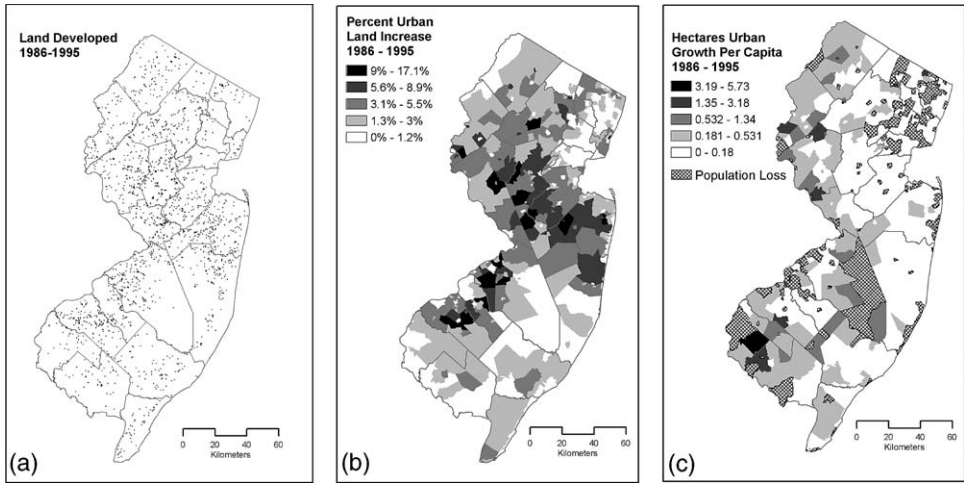 Land Developed
1986-1995
0 20 40 60
Kilometers
(a)
Percent Urban
Land Increase
1986 - 1995
9% - 17.1%
5.6% - 8.9%
3.1% - 5.5%
1.3% - 3%
0% - 1.2%
0 20 40 60
Kilometers
(b)
Hectares Urban
Growth Per Capita
1986 - 1995
3.19 - 5.73
1.35 - 3.18
0.532 - 1.34
0.181 - 0.531
0 - 0.18
Population Loss
0 20 40 60
Kilometers
(c)